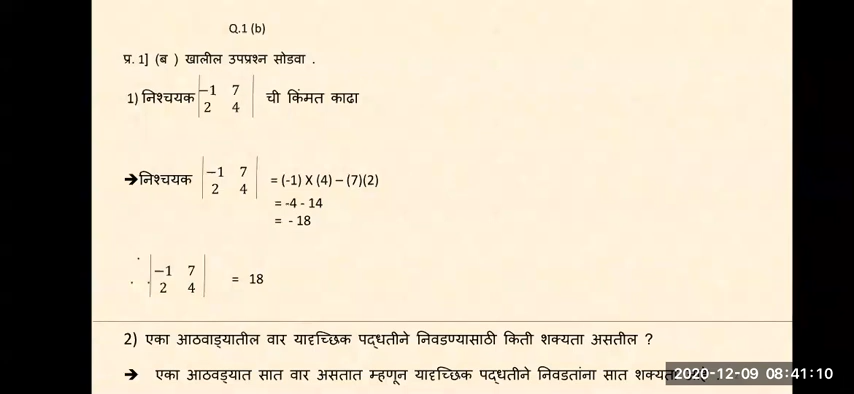 Q.1 (b)
प्र. 1] (ब ) खालील उपप्रश्न सोडवा .
1) निश्चयक |−1 7| ची किंमत काढा
|2 4|
➔निश्चयक |−1 7| = (-1) X (4) – (7)(2)
|2 4|
= -4 - 14
= - 18
∴ |−1 7| = 18
|2 4|
2) एका आठवड्यातील वार यादृच्छिक पद्धतीने निवडण्यासाठी किती शक्यता असतील ?
➔ एका आठवड्यात सात वार असतात म्हणून यादृच्छिक पद्धतीने निवडतांना सात
2020-12-09 08:41:10